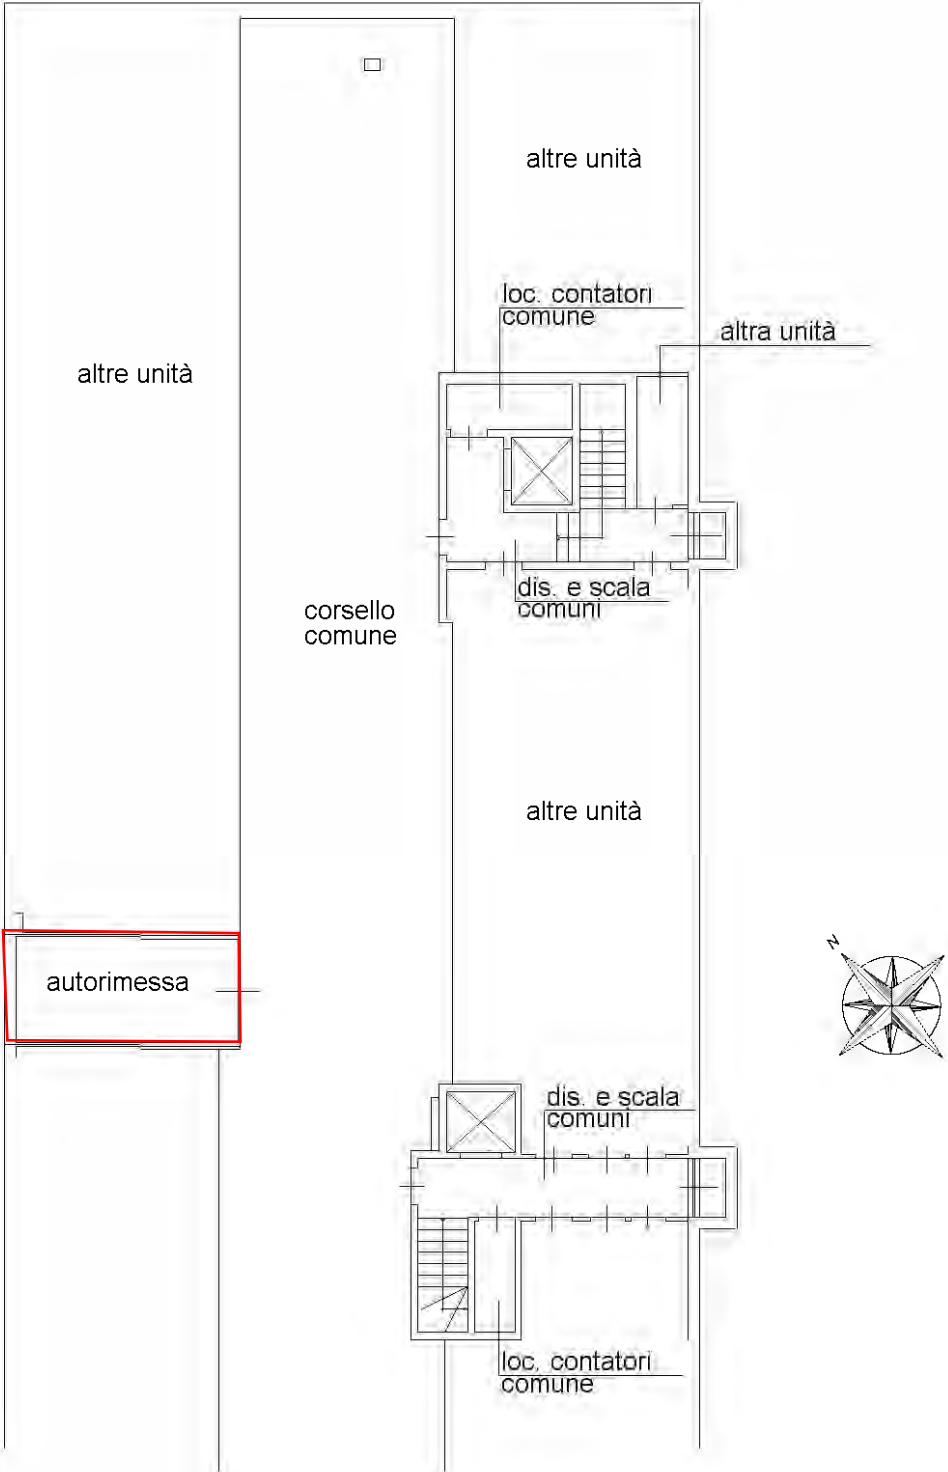 altre unità
loc. contatori
comune
altra unità
altre unità
dis. e scala
comuni
corsello
comune
altre unità
N
autorimessa
dis. e scala
comuni
loc. contatori
comune